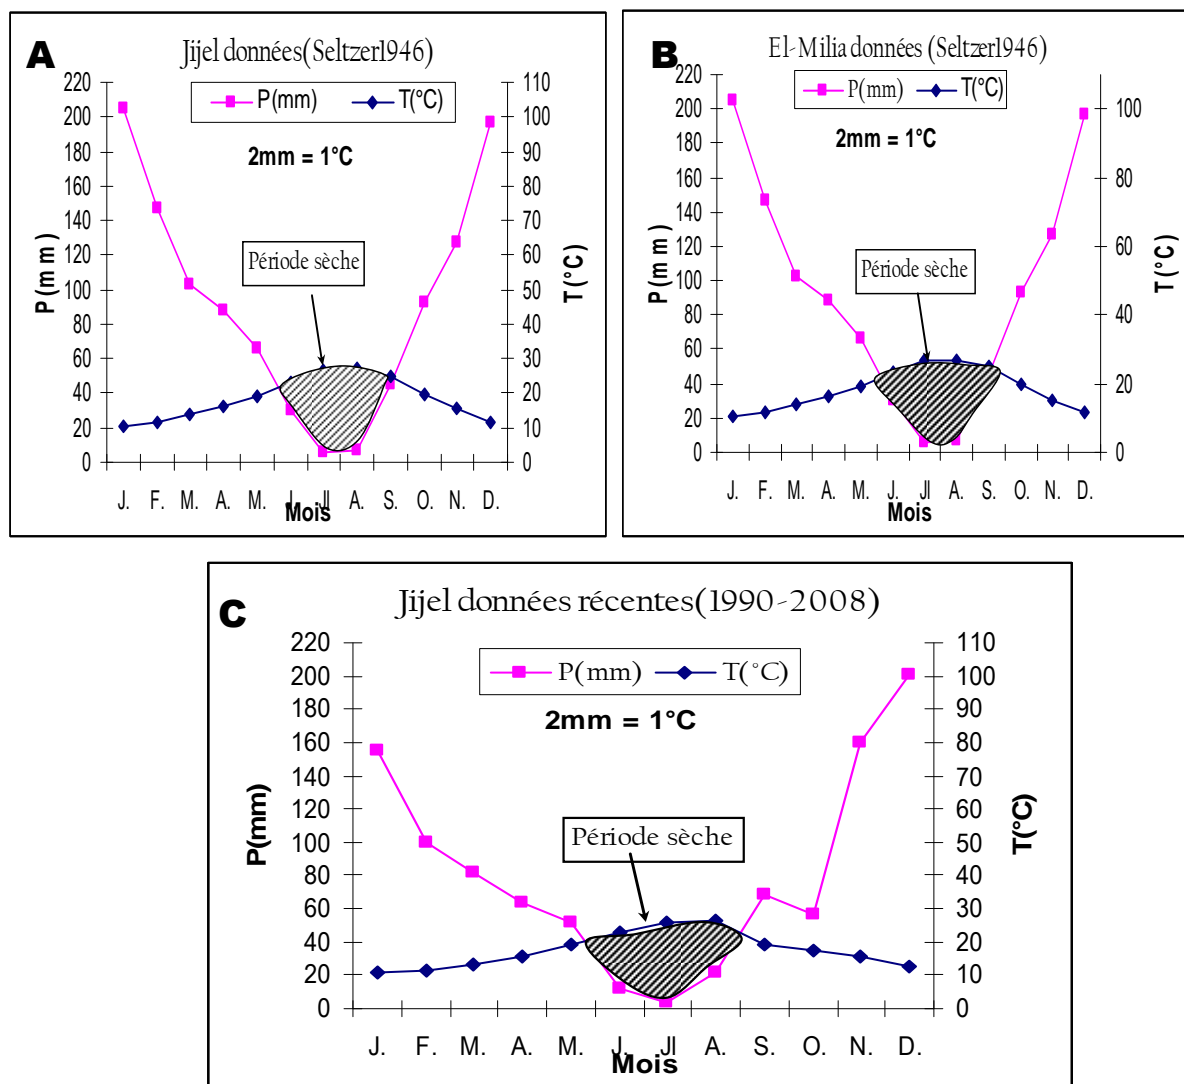 A
Jijel données(Seltzer1946)
P(mm) T(°C)
2mm = 1°C
Période sèche
P (m m)
220
200
180
160
140
120
100
80
60
40
20
0
T(°C)
110
100
90
80
70
60
50
40
30
20
10
0
J. F. M. A. M. J. Jl A. S. O. N. D.
Mois
B
El-Milia données (Seltzer1946)
P(mm) T(°C)
2mm = 1°C
Période sèche
P (m m)
220
200
180
160
140
120
100
80
60
40
20
0
T(°C)
100
80
60
40
20
0
J. F. M. A. M. J. Jl A. S. O. N. D.
Mois
C
Jijel données récentes(1990-2008)
P(mm) T(°C)
2mm = 1°C
Période sèche
P(mm)
220
200
180
160
140
120
100
80
60
40
20
0
T(°C)
110
100
90
80
70
60
50
40
30
20
10
0
J. F. M. A. M. J. Jl A. S. O. N. D.
Mois